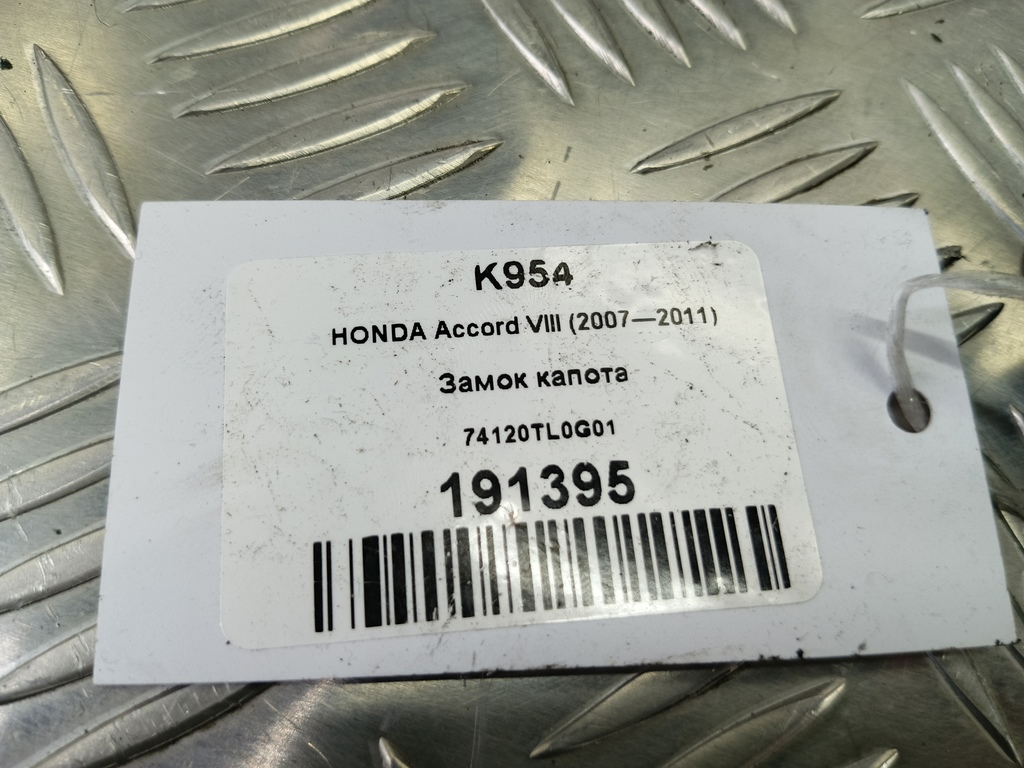 K954
HONDA Accord VIII (2007—2011)
Замок капота
74120TL0G01
191395